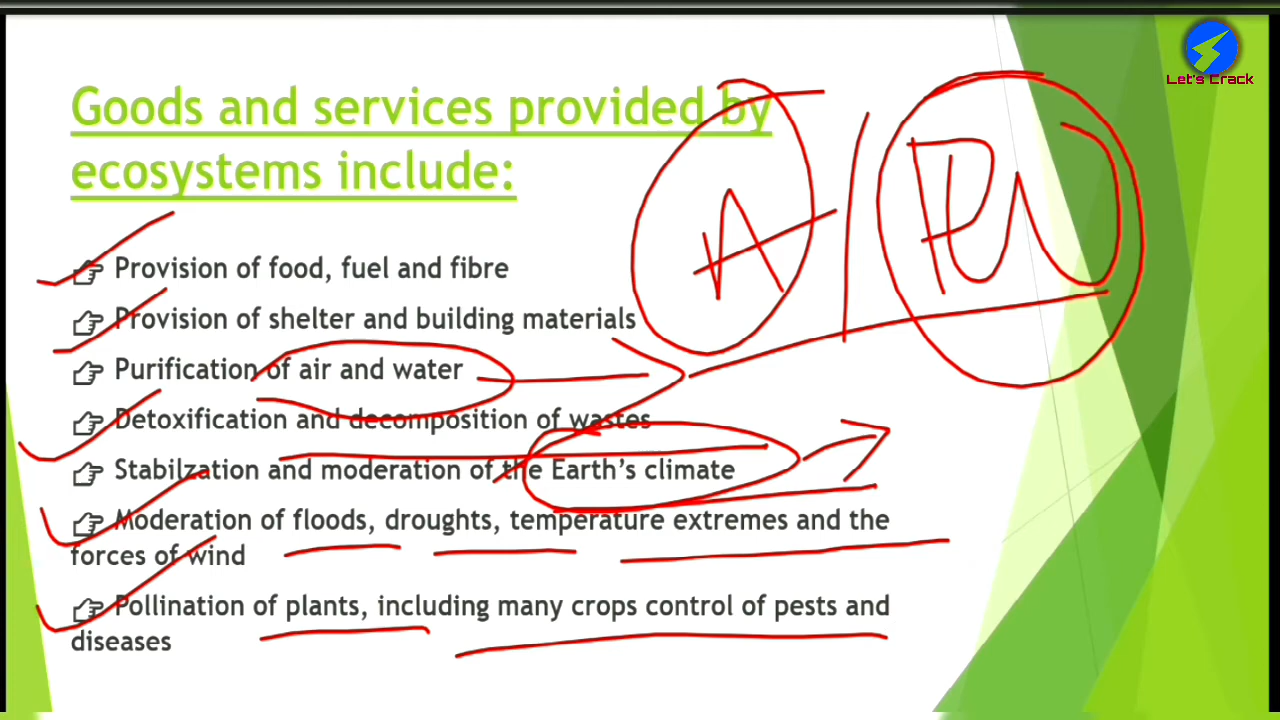 Let's Crack
Goods and services provided by
ecosystems include:
Provision of food, fuel and fibre
Provision of shelter and building materials
Purification of air and water
Detoxification and decomposition of wastes
Stabilzation and moderation of the Earth's climate
Moderation of floods, droughts, temperature extremes and the
forces of wind
Pollination of plants, including many crops control of pests and
diseases